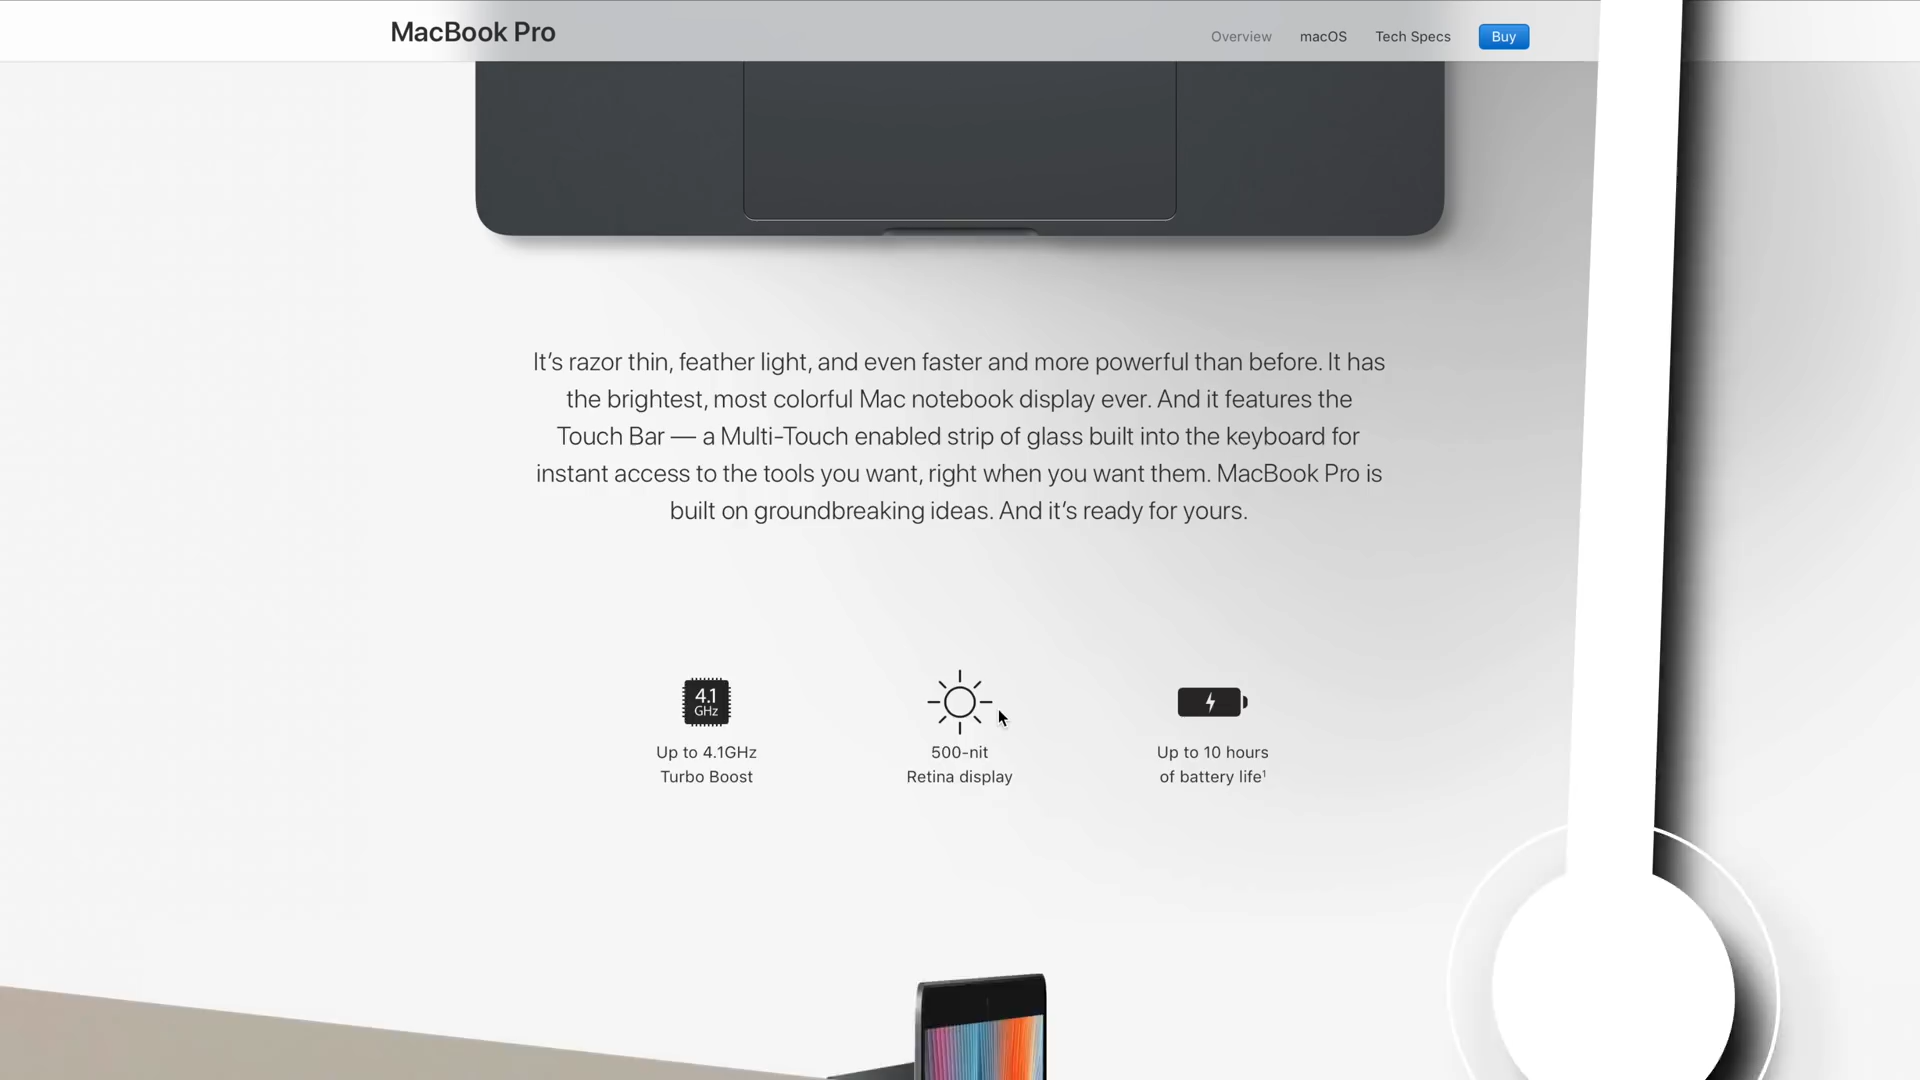 MacBook Pro
Overview macOS Tech Specs Buy
It’s razor thin, feather light, and even faster and more powerful than before. It has
the brightest, most colorful Mac notebook display ever. And it features the
Touch Bar — a Multi-Touch enabled strip of glass built into the keyboard for
instant access to the tools you want, right when you want them. MacBook Pro is
built on groundbreaking ideas. And it’s ready for yours.
4.1
GHz
Up to 4.1GHz
Turbo Boost
500-nit
Retina display
Up to 10 hours
of battery life¹